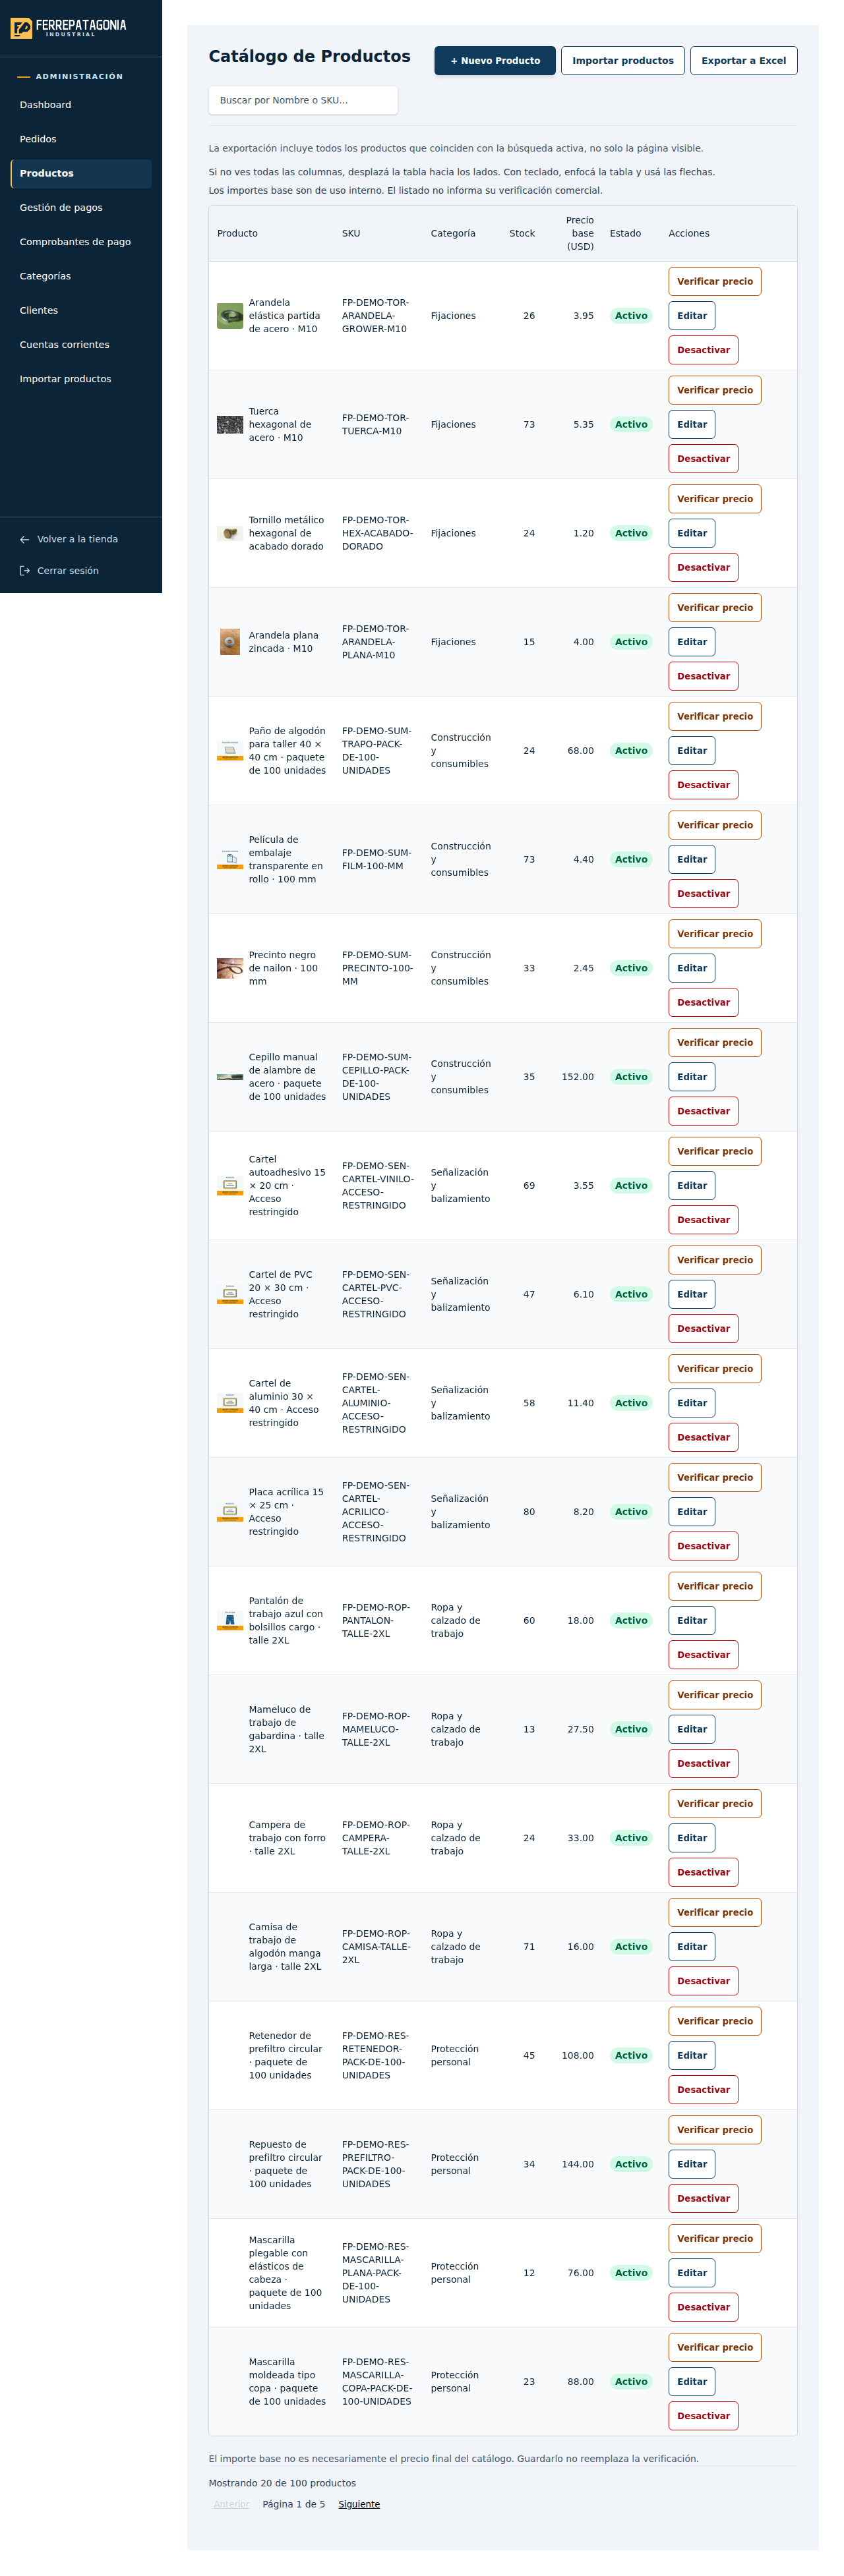 FERREPATAGONIA
INDUSTRIAL
ADMINISTRACIÓN
Dashboard
Pedidos
Productos
Gestión de pagos
Comprobantes de pago
Categorías
Clientes
Cuentas corrientes
Importar productos
Volver a la tienda
Cerrar sesión
Catálogo de Productos
+ Nuevo Producto
Importar productos
Exportar a Excel
Buscar por Nombre o SKU...
La exportación incluye todos los productos que coinciden con la búsqueda activa, no solo la página visible.
Si no ves todas las columnas, desplazá la tabla hacia los lados. Con teclado, enfocá la tabla y usá las flechas.
Los importes base son de uso interno. El listado no informa su verificación comercial.
Producto SKU Categoría Stock Precio base (USD) Estado Acciones
Arandela elástica partida de acero · M10 FP-DEMO-TOR-ARANDELA-GROWER-M10 Fijaciones 26 3.95 Activo Verificar precio Editar Desactivar
Tuerca hexagonal de acero · M10 FP-DEMO-TOR-TUERCA-M10 Fijaciones 73 5.35 Activo Verificar precio Editar Desactivar
Tornillo metálico hexagonal de acabado dorado FP-DEMO-TOR-HEX-ACABADO-DORADO Fijaciones 24 1.20 Activo Verificar precio Editar Desactivar
Arandela plana zincada · M10 FP-DEMO-TOR-ARANDELA-PLANA-M10 Fijaciones 15 4.00 Activo Verificar precio Editar Desactivar
Paño de algodón para taller 40 × 40 cm · paquete de 100 unidades FP-DEMO-SUM-TRAPO-PACK-DE-100-UNIDADES Construcción y consumibles 24 68.00 Activo Verificar precio Editar Desactivar
Película de embalaje transparente en rollo · 100 mm FP-DEMO-SUM-FILM-100-MM Construcción y consumibles 73 4.40 Activo Verificar precio Editar Desactivar
Precinto negro de nailon · 100 mm FP-DEMO-SUM-PRECINTO-100-MM Construcción y consumibles 33 2.45 Activo Verificar precio Editar Desactivar
Cepillo manual de alambre de acero · paquete de 100 unidades FP-DEMO-SUM-CEPILLO-PACK-DE-100-UNIDADES Construcción y consumibles 35 152.00 Activo Verificar precio Editar Desactivar
Cartel autoadhesivo 15 × 20 cm · Acceso restringido FP-DEMO-SEN-CARTEL-VINILO-ACCESO-RESTRINGIDO Señalización y balizamiento 69 3.55 Activo Verificar precio Editar Desactivar
Cartel de PVC 20 × 30 cm · Acceso restringido FP-DEMO-SEN-CARTEL-PVC-ACCESO-RESTRINGIDO Señalización y balizamiento 47 6.10 Activo Verificar precio Editar Desactivar
Cartel de aluminio 30 × 40 cm · Acceso restringido FP-DEMO-SEN-CARTEL-ALUMINIO-ACCESO-RESTRINGIDO Señalización y balizamiento 58 11.40 Activo Verificar precio Editar Desactivar
Placa acrílica 15 × 25 cm · Acceso restringido FP-DEMO-SEN-CARTEL-ACRILICO-ACCESO-RESTRINGIDO Señalización y balizamiento 80 8.20 Activo Verificar precio Editar Desactivar
Pantalón de trabajo azul con bolsillos cargo · talle 2XL FP-DEMO-ROP-PANTALON-TALLE-2XL Ropa y calzado de trabajo 60 18.00 Activo Verificar precio Editar Desactivar
Mameluco de trabajo de gabardina · talle 2XL FP-DEMO-ROP-MAMELUCO-TALLE-2XL Ropa y calzado de trabajo 13 27.50 Activo Verificar precio Editar Desactivar
Campera de trabajo con forro · talle 2XL FP-DEMO-ROP-CAMPERA-TALLE-2XL Ropa y calzado de trabajo 24 33.00 Activo Verificar precio Editar Desactivar
Camisa de trabajo de algodón manga larga · talle 2XL FP-DEMO-ROP-CAMISA-TALLE-2XL Ropa y calzado de trabajo 71 16.00 Activo Verificar precio Editar Desactivar
Retenedor de prefiltro circular · paquete de 100 unidades FP-DEMO-RES-RETENEDOR-PACK-DE-100-UNIDADES Protección personal 45 108.00 Activo Verificar precio Editar Desactivar
Repuesto de prefiltro circular · paquete de 100 unidades FP-DEMO-RES-PREFILTRO-PACK-DE-100-UNIDADES Protección personal 34 144.00 Activo Verificar precio Editar Desactivar
Mascarilla plegable con elásticos de cabeza · paquete de 100 unidades FP-DEMO-RES-MASCARILLA-PLANA-PACK-DE-100-UNIDADES Protección personal 12 76.00 Activo Verificar precio Editar Desactivar
Mascarilla moldeada tipo copa · paquete de 100 unidades FP-DEMO-RES-MASCARILLA-COPA-PACK-DE-100-UNIDADES Protección personal 23 88.00 Activo Verificar precio Editar Desactivar
El importe base no es necesariamente el precio final del catálogo. Guardarlo no reemplaza la verificación.
Mostrando 20 de 100 productos
Anterior Página 1 de 5 Siguiente